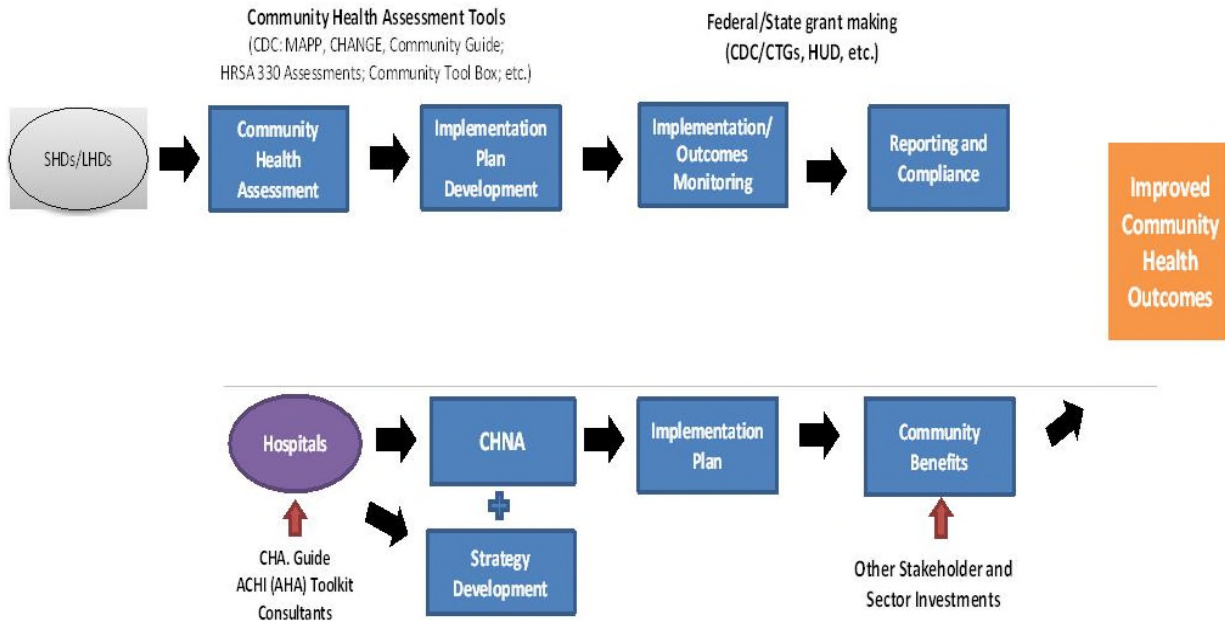 Community Health Assessment Tools
(CDC: MAPP, CHANGE, Community Guide;
HRSA 330 Assessments; Community Tool Box; etc.)
Federal/State grant making
(CDC/CTGs, HUD, etc.)
SHDs/LHDs
Community
Health
Assessment
Implementation
Plan
Development
Implementation/
Outcomes
Monitoring
Reporting and
Compliance
Improved
Community
Health
Outcomes
Hospitals
CHNA
Implementation
Plan
Community
Benefits
CHA. Guide
ACHI (AHA) Toolkit
Consultants
Strategy
Development
Other Stakeholder and
Sector Investments